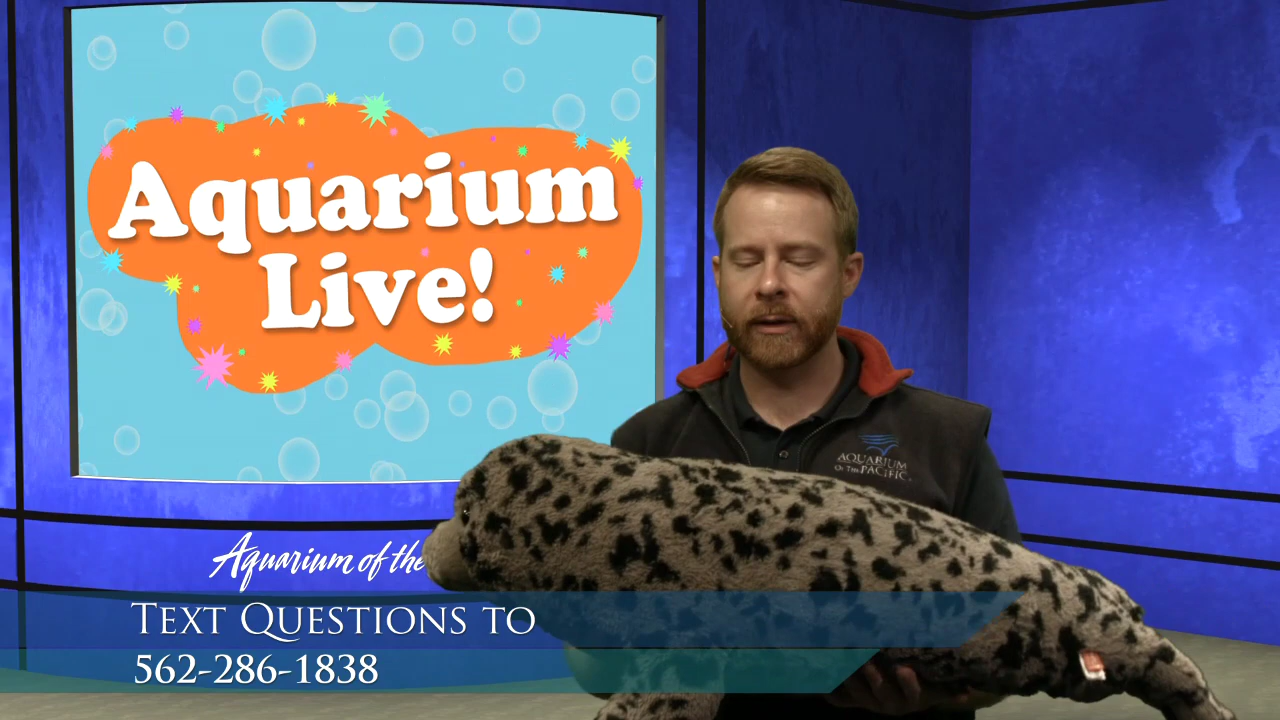 Aquarium
Live!
AQUARIUM
OF THE PACIFIC
Aquarium of the
TEXT QUESTIONS TO
562-286-1838